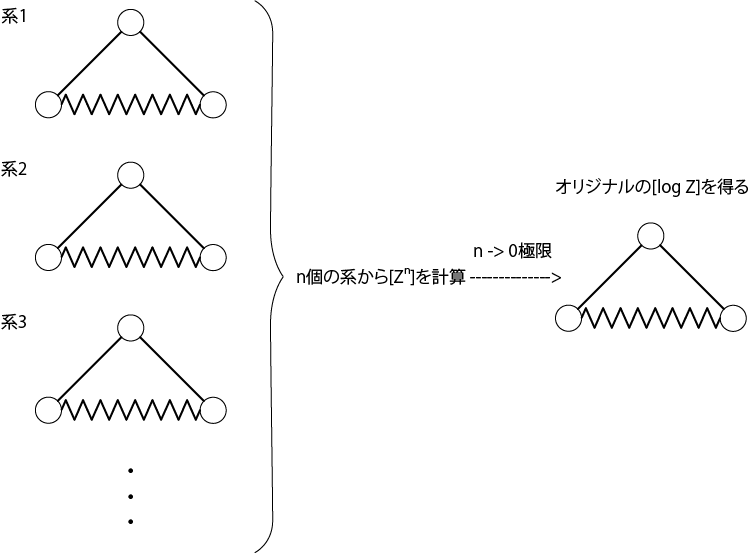 系1
系2
オリジナルの[log Z]を得る
n -> 0極限
n個の系から[Zⁿ]を計算 -------------->
系3